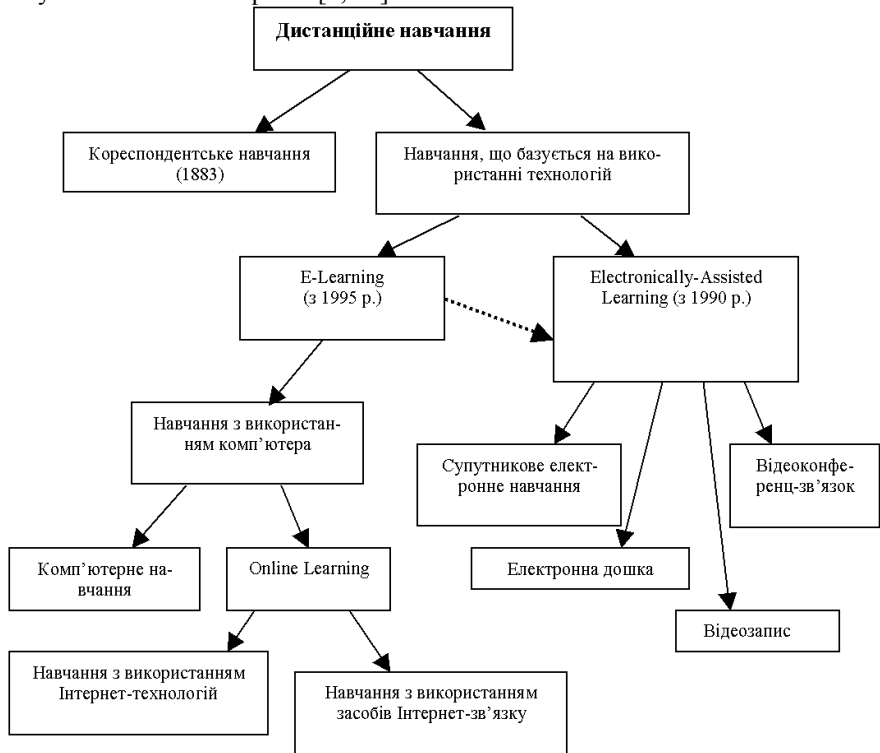 Дистанційне навчання
Кореспондентське навчання
(1883)
Навчання, що базується на вико-
ристанні технологій
E-Learning
(з 1995 р.)
Electronically-Assisted
Learning (з 1990 р.)
Навчання з використан-
ням комп’ютера
Супутникове елект-
ронне навчання
Відеоконфе-
ренц-зв’язок
Комп’ютерне на-
вчання
Online Learning
Електронна дошка
Відеозапис
Навчання з використанням
Інтернет-технологій
Навчання з використанням
засобів Інтернет-зв’язку